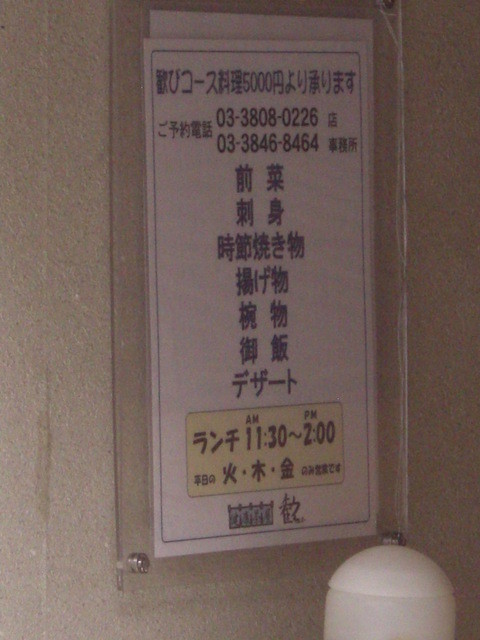 歓びコース料理5000円より承ります
ご予約電話 03-3808-0226 店
03-3846-8464 事務所
前菜
刺身
時節焼き物
揚げ物
椀物
御飯
デザート
AM PM
ランチ 11:30～2:00
平日の 火・木・金 のみ営業です
歓